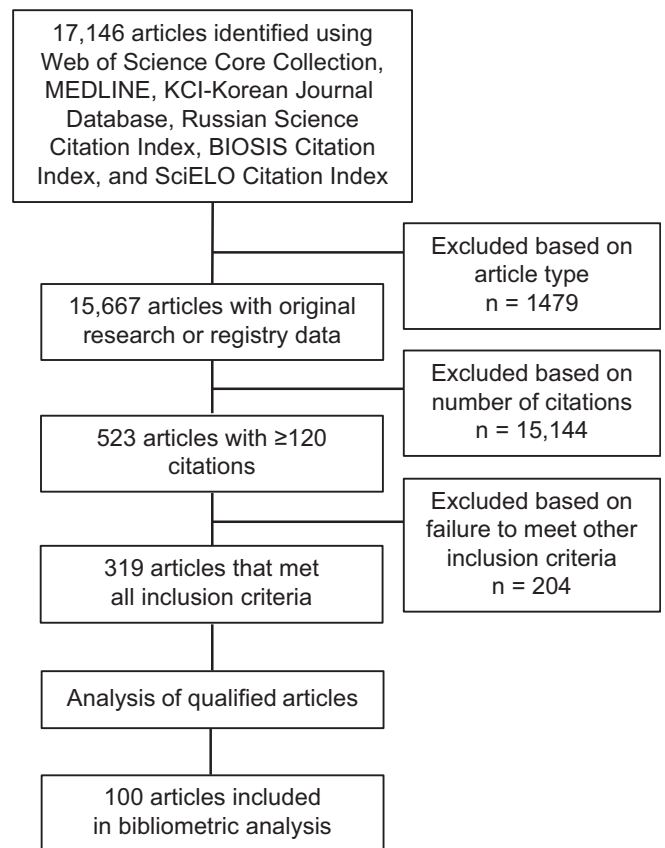 17,146 articles identified using
Web of Science Core Collection,
MEDLINE, KCI-Korean Journal
Database, Russian Science
Citation Index, BIOSIS Citation
Index, and SciELO Citation Index
Excluded based on
article type
n = 1479
15,667 articles with original
research or registry data
Excluded based on
number of citations
n = 15,144
523 articles with ≥120
citations
Excluded based on
failure to meet other
inclusion criteria
n = 204
319 articles that met
all inclusion criteria
Analysis of qualified articles
100 articles included
in bibliometric analysis